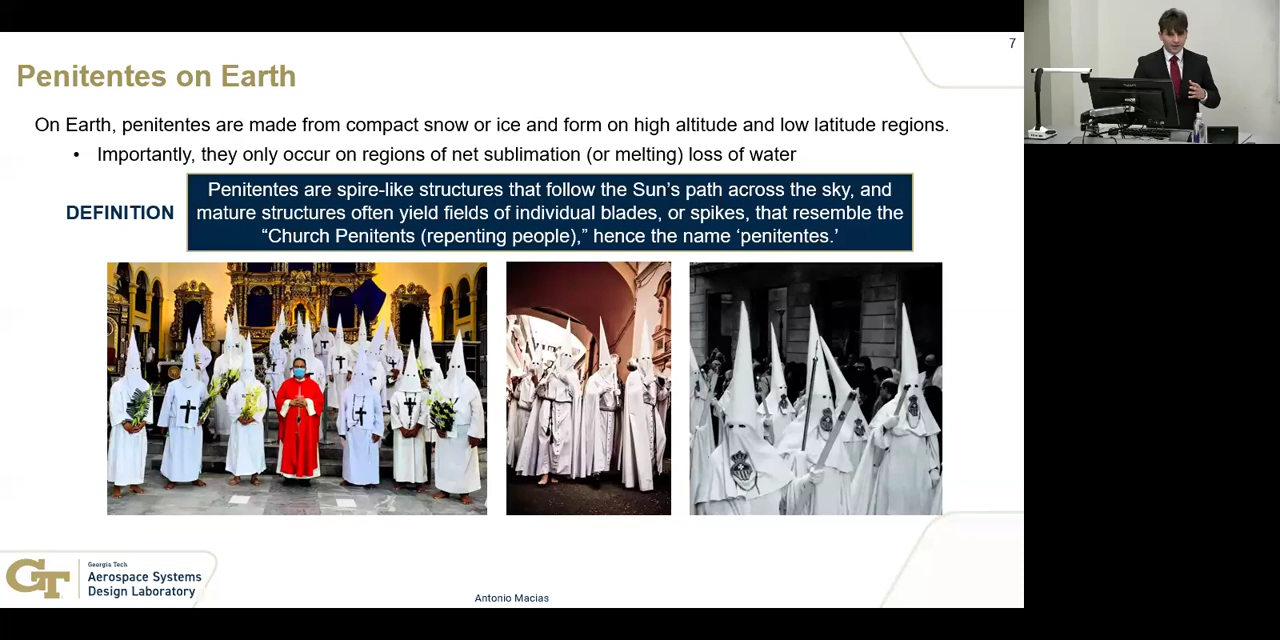 7
Penitentes on Earth
On Earth, penitentes are made from compact snow or ice and form on high altitude and low latitude regions.
• Importantly, they only occur on regions of net sublimation (or melting) loss of water
DEFINITION
Penitentes are spire-like structures that follow the Sun's path across the sky, and
mature structures often yield fields of individual blades, or spikes, that resemble the
“Church Penitents (repenting people),” hence the name ‘penitentes.’
GT
Georgia Tech
Aerospace Systems
Design Laboratory
Antonio Macias